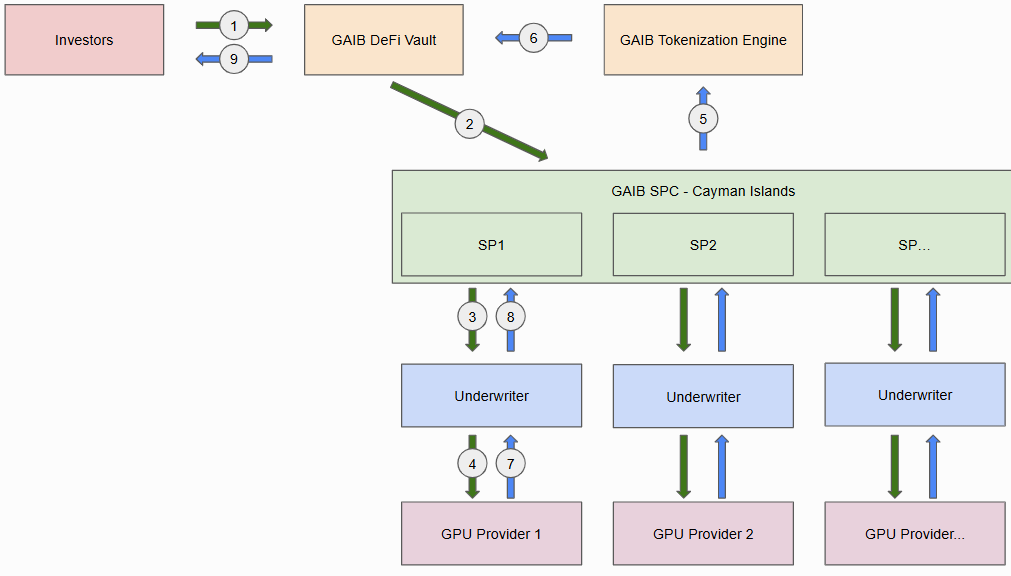 Investors
1
9
GAIB DeFi Vault
6
GAIB Tokenization Engine
2
5
GAIB SPC - Cayman Islands
SP1
SP2
SP...
3
8
Underwriter
Underwriter
Underwriter
4
7
GPU Provider 1
GPU Provider 2
GPU Provider...